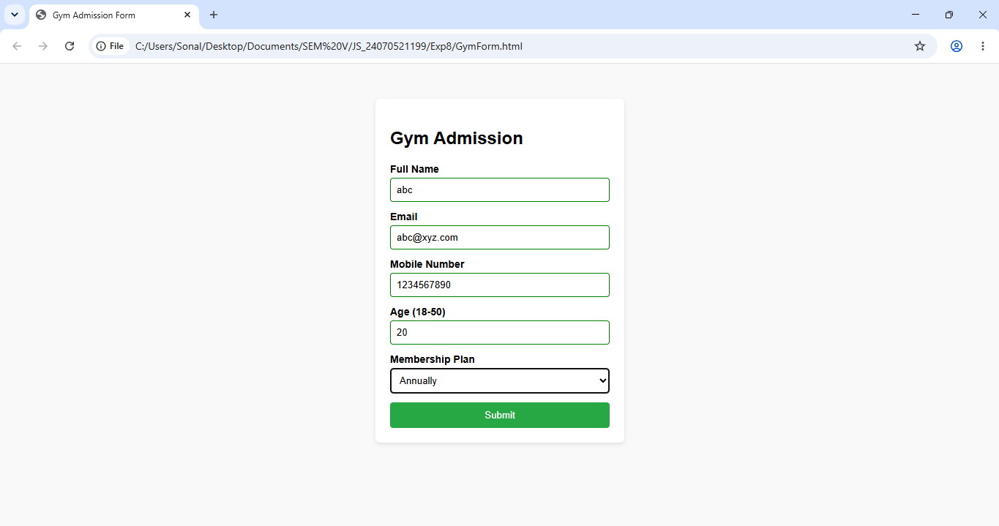 Gym Admission Form
File C:/Users/Sonal/Desktop/Documents/SEM%20V/JS_24070521199/Exp8/GymForm.html
Gym Admission
Full Name
abc
Email
abc@xyz.com
Mobile Number
1234567890
Age (18-50)
20
Membership Plan
Annually
Submit